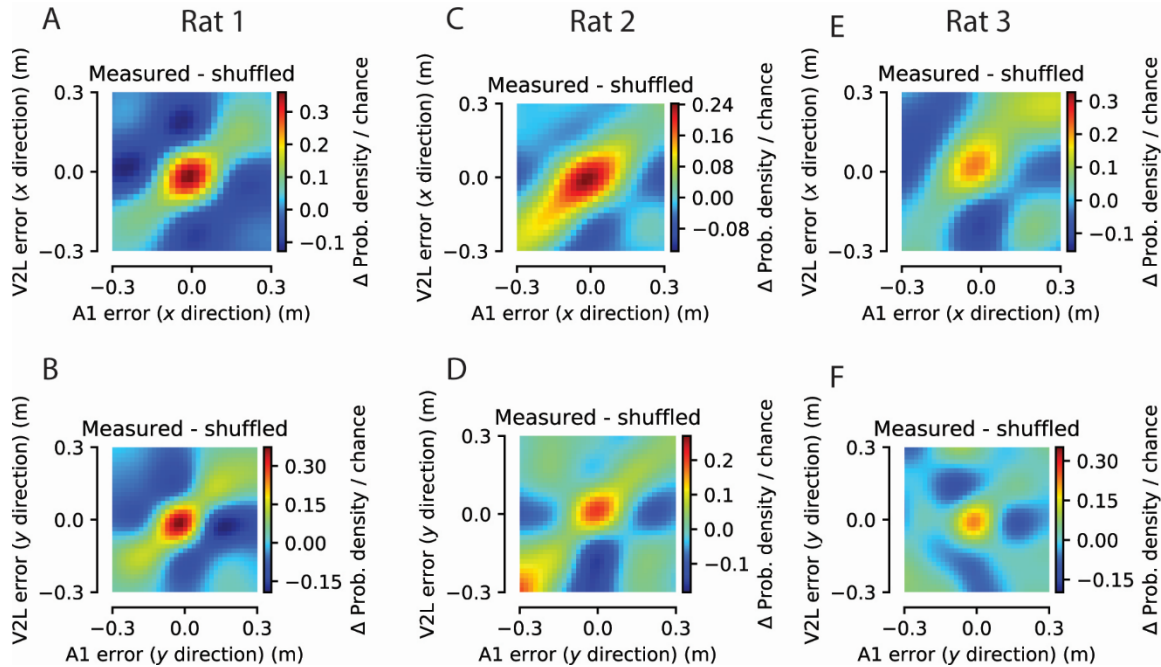 A
Rat 1
Measured - shuffled
V2L error (x direction) (m)
0.3
0.0
−0.3
−0.3
0.0
0.3
A1 error (x direction) (m)
0.3
0.2
0.1
0.0
−0.1
Δ Prob. density / chance
C
Rat 2
Measured - shuffled
V2L error (x direction) (m)
0.3
0.0
−0.3
−0.3
0.0
0.3
A1 error (x direction) (m)
0.24
0.16
0.08
0.00
−0.08
Δ Prob. density / chance
E
Rat 3
Measured - shuffled
V2L error (x direction) (m)
0.3
0.0
−0.3
−0.3
0.0
0.3
A1 error (x direction) (m)
0.3
0.2
0.1
0.0
−0.1
Δ Prob. density / chance
B
Measured - shuffled
V2L error (y direction) (m)
0.3
0.0
−0.3
−0.3
0.0
0.3
A1 error (y direction) (m)
0.30
0.15
0.00
−0.15
Δ Prob. density / chance
D
Measured - shuffled
V2L error (y direction) (m)
0.3
0.0
−0.3
−0.3
0.0
0.3
A1 error (y direction) (m)
0.2
0.1
0.0
−0.1
Δ Prob. density / chance
F
Measured - shuffled
V2L error (y direction) (m)
0.3
0.0
−0.3
−0.3
0.0
0.3
A1 error (y direction) (m)
0.30
0.15
0.00
−0.15
Δ Prob. density / chance